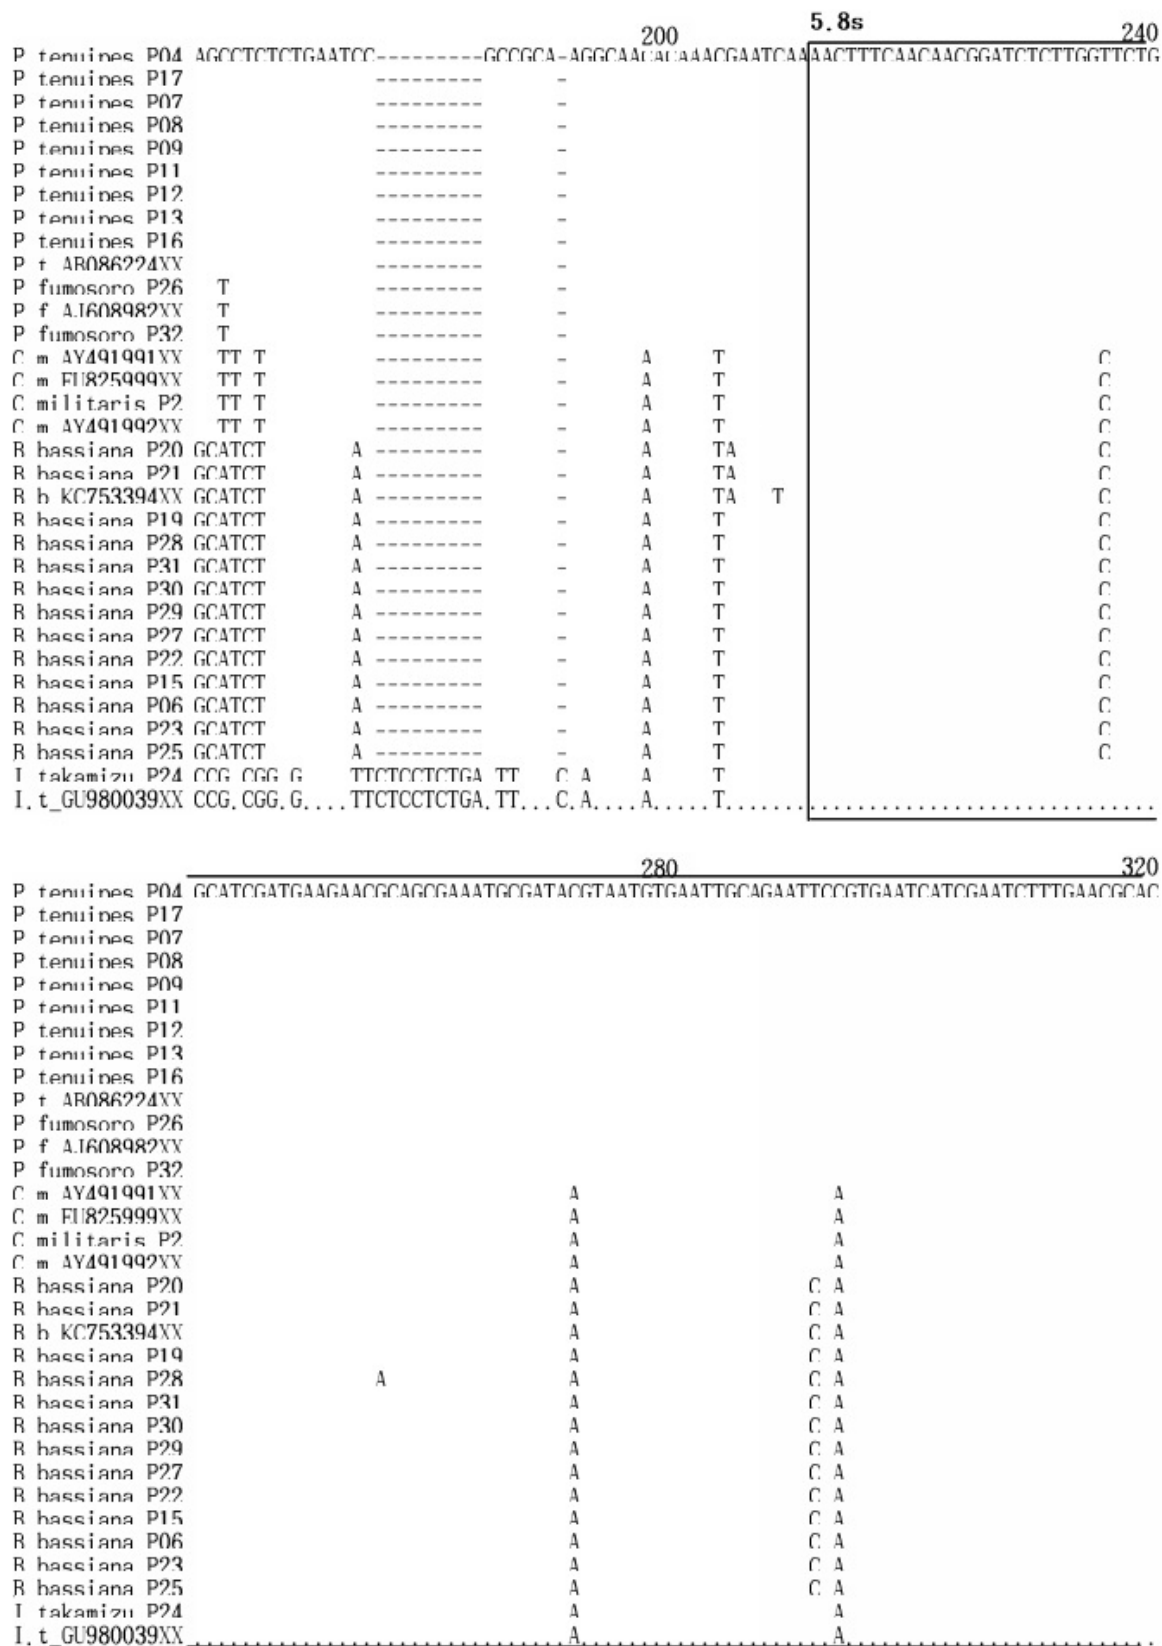 5.8s
200 240
P tenuipes P04 AGCCTCTCTGAATCC---------GCCGCA-AGGCAACACAAACGAATCAAAACTTTCAACAACGGATCTCTTGGTTCTG
P tenuipes P17 --------- -
P tenuipes P07 --------- -
P tenuipes P08 --------- -
P tenuipes P09 --------- -
P tenuipes P11 --------- -
P tenuipes P12 --------- -
P tenuipes P13 --------- -
P tenuipes P16 --------- -
P t AB086224XX --------- -
P fumosoro P26 T --------- -
P f AJ608982XX T --------- -
P fumosoro P32 T --------- -
C m AY491991XX TT T --------- - A T C
C m EU825999XX TT T --------- - A T C
C militaris P2 TT T --------- - A T C
C m AY491992XX TT T --------- - A T C
B bassiana P20 GCATCT A --------- - A TA C
B bassiana P21 GCATCT A --------- - A TA C
B b KC753394XX GCATCT A --------- - A TA T C
B bassiana P19 GCATCT A --------- - A T C
B bassiana P28 GCATCT A --------- - A T C
B bassiana P31 GCATCT A --------- - A T C
B bassiana P30 GCATCT A --------- - A T C
B bassiana P29 GCATCT A --------- - A T C
B bassiana P27 GCATCT A --------- - A T C
B bassiana P22 GCATCT A --------- - A T C
B bassiana P15 GCATCT A --------- - A T C
B bassiana P06 GCATCT A --------- - A T C
B bassiana P23 GCATCT A --------- - A T C
B bassiana P25 GCATCT A --------- - A T C
I takamizu P24 CCG CGG G TTCTCCTCTGA TT C A A T
I.t_GU980039XX CCG.CGG.G....TTCTCCTCTGA.TT...C.A....A.....T....................................
280 320
P tenuipes P04 GCATCGATGAAGAACGCAGCGAAATGCGATACGTAATGTGAATTGCAGAATTCCGTGAATCATCGAATCTTTGAACGCAC
P tenuipes P17
P tenuipes P07
P tenuipes P08
P tenuipes P09
P tenuipes P11
P tenuipes P12
P tenuipes P13
P tenuipes P16
P t AB086224XX
P fumosoro P26
P f AJ608982XX
P fumosoro P32
C m AY491991XX A A
C m EU825999XX A A
C militaris P2 A A
C m AY491992XX A A
B bassiana P20 A C A
B bassiana P21 A C A
B b KC753394XX A C A
B bassiana P19 A C A
B bassiana P28 A A C A
B bassiana P31 A C A
B bassiana P30 A C A
B bassiana P29 A C A
B bassiana P27 A C A
B bassiana P22 A C A
B bassiana P15 A C A
B bassiana P06 A C A
B bassiana P23 A C A
B bassiana P25 A C A
I takamizu P24 A A
I.t_GU980039XX ...............................A.....................A..........................